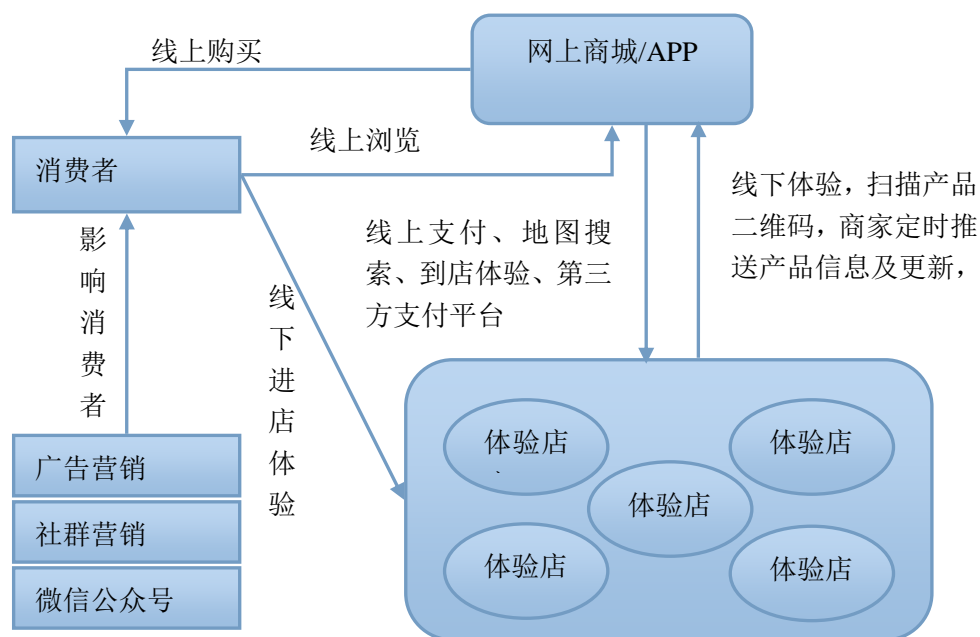 线上购买
网上商城/APP
线上浏览
消费者
线下体验，扫描产品
二维码，商家定时推
送产品信息及更新，
影响消费者
线上支付、地图搜
索、到店体验、第三
方支付平台
线下进店体验
广告营销
社群营销
微信公众号
体验店
体验店
体验店
体验店
体验店